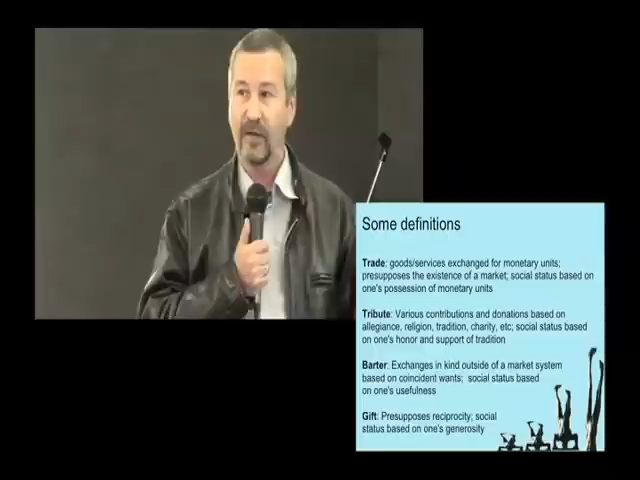 Some definitions
Trade: goods/services exchanged for monetary units;
presupposes the existence of a market; social status based on
one's possession of monetary units
Tribute: Various contributions and donations based on
allegiance, religion, tradition, charity, etc; social status based
on one's honor and support of tradition
Barter: Exchanges in kind outside of a market system
based on coincident wants; social status based
on one's usefulness
Gift: Presupposes reciprocity; social
status based on one's generosity